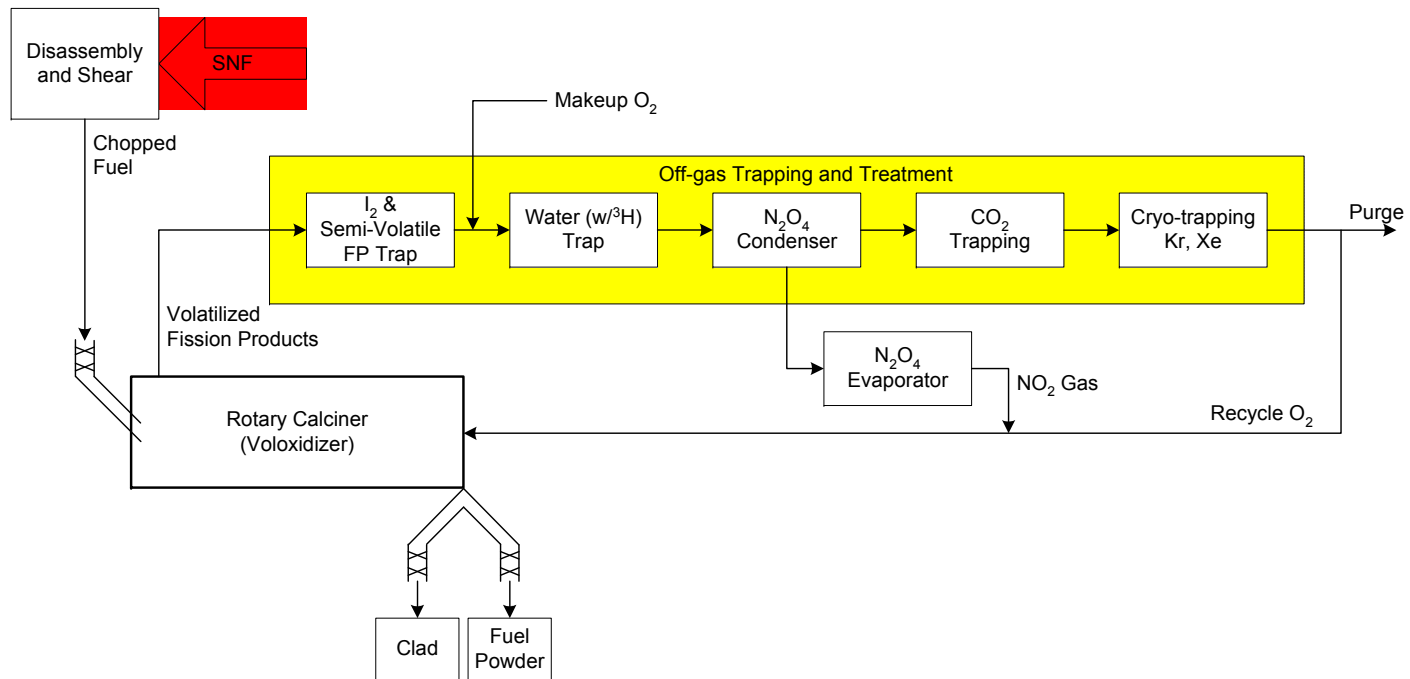 Disassembly
and Shear
SNF
Chopped
Fuel
Makeup O₂
Off-gas Trapping and Treatment
I₂ &
Semi-Volatile
FP Trap
Water (w/³H)
Trap
N₂O₄
Condenser
CO₂
Trapping
Cryo-trapping
Kr, Xe
Purge
Volatilized
Fission Products
N₂O₄
Evaporator
NO₂ Gas
Recycle O₂
Rotary Calciner
(Voloxidizer)
Clad
Fuel
Powder